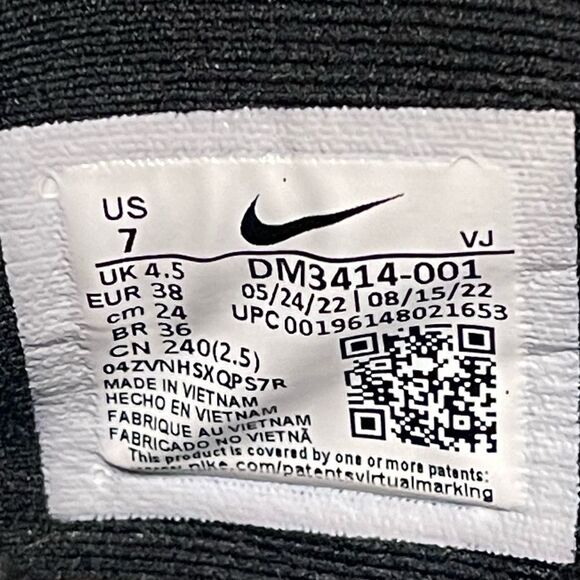 US
7
VJ
UK 4.5
EUR 38
cm 24
BR 36
CN 240(2.5)
DM3414-001
05/24/22 | 08/15/22
UPC 00196148021653
04ZVNHSXQPS7R
MADE IN VIETNAM
HECHO EN VIETNAM
FABRIQUE AU VIETNAM
FABRICADO NO VIETNÃ
This product is covered by one or more patents:
www.nike.com/patentsvirtualmarking